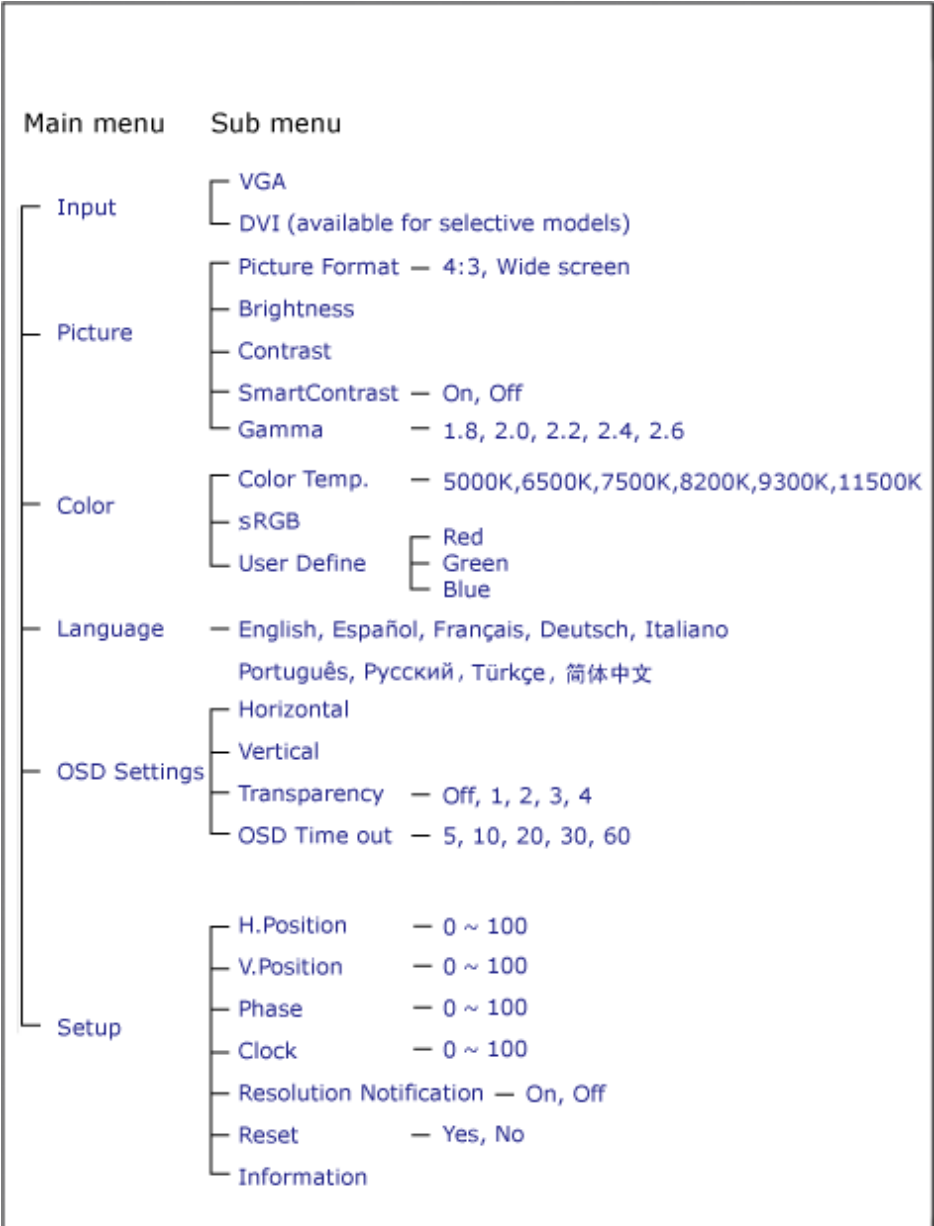 Main menu Sub menu
Input
VGA
DVI (available for selective models)
Picture
Picture Format — 4:3, Wide screen
Brightness
Contrast
SmartContrast — On, Off
Gamma — 1.8, 2.0, 2.2, 2.4, 2.6
Color
Color Temp. — 5000K,6500K,7500K,8200K,9300K,11500K
sRGB
User Define
Red
Green
Blue
Language — English, Español, Français, Deutsch, Italiano
Português, Русский, Türkçe, 简体中文
OSD Settings
Horizontal
Vertical
Transparency — Off, 1, 2, 3, 4
OSD Time out — 5, 10, 20, 30, 60
Setup
H.Position — 0 ~ 100
V.Position — 0 ~ 100
Phase — 0 ~ 100
Clock — 0 ~ 100
Resolution Notification — On, Off
Reset — Yes, No
Information